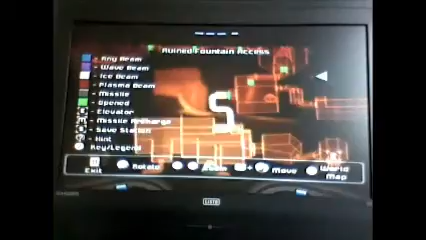 Ruined Fountain Access
- Any Beam
- Wave Beam
- Ice Beam
- Plasma Beam
- Missile
- Opened
- Elevator
- Missile Recharge
- Save Station
- Hint
Key/Legend
Exit
Rotate
Zoom
Move
World Map